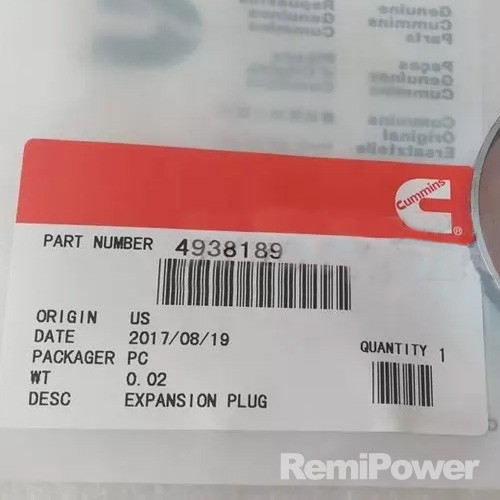 Genuine
Cummins
Parts
Peças
Genuínas
Cummins
Cummins
Original
Ersatzteile
Cummins
®
PART NUMBER 4938189
ORIGIN US
DATE 2017/08/19
PACKAGER PC
QUANTITY 1
WT 0.02
DESC EXPANSION PLUG
RemiPower